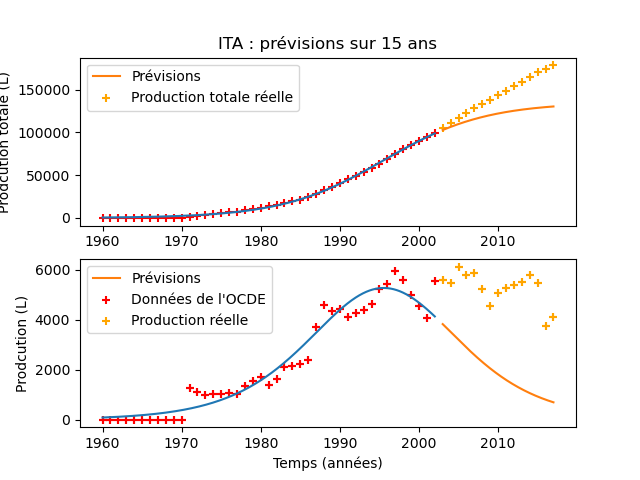 ITA : prévisions sur 15 ans
Prodcution totale (L)
150000
100000
50000
0
Prévisions
Production totale réelle
1960
1970
1980
1990
2000
2010
Prodcution (L)
6000
4000
2000
0
Prévisions
Données de l'OCDE
Production réelle
1960
1970
1980
1990
2000
2010
Temps (années)